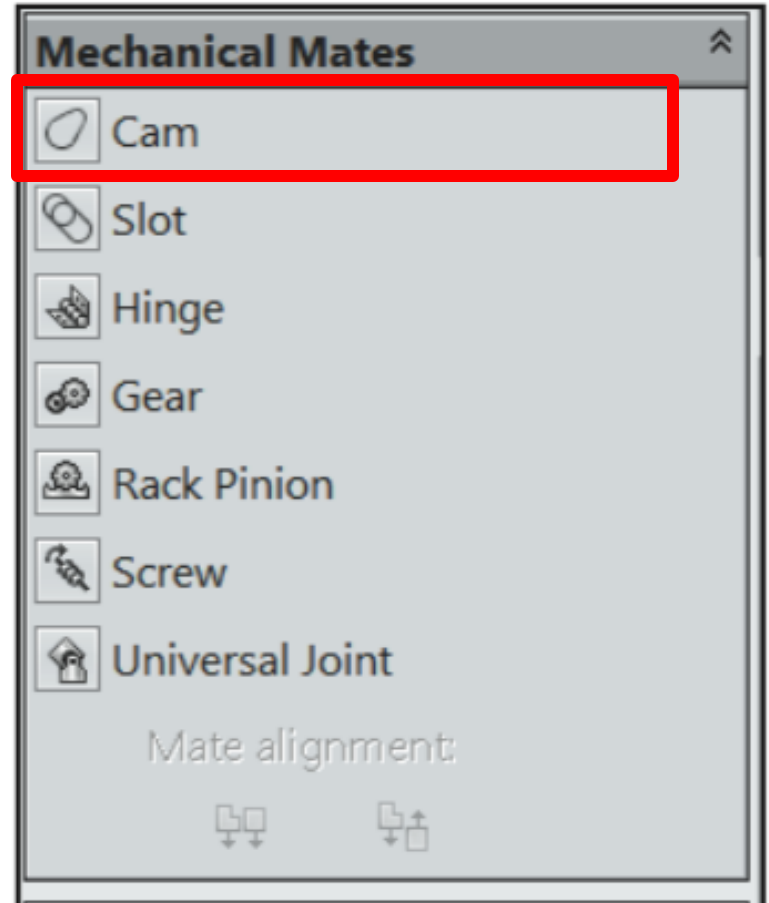 Mechanical Mates
Cam
Slot
Hinge
Gear
Rack Pinion
Screw
Universal Joint
Mate alignment: